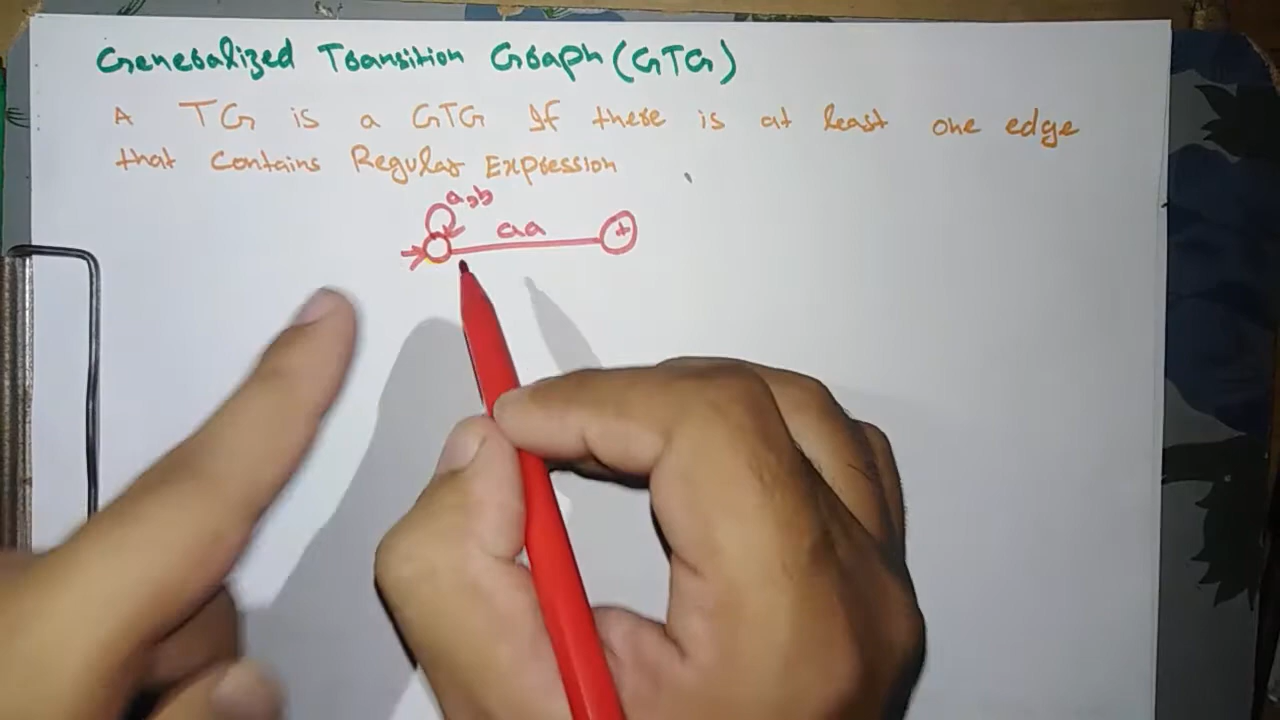 Generalized Transition Graph (GTG)
A TG is a GTG If there is at least one edge
that Contains Regular Expression
a,b
aa
+